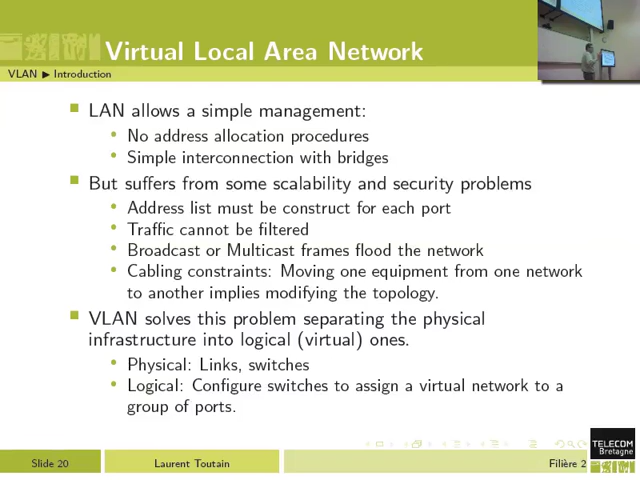 Virtual Local Area Network
VLAN ▶ Introduction
LAN allows a simple management:
No address allocation procedures
Simple interconnection with bridges
But suffers from some scalability and security problems
Address list must be construct for each port
Traffic cannot be filtered
Broadcast or Multicast frames flood the network
Cabling constraints: Moving one equipment from one network
to another implies modifying the topology.
VLAN solves this problem separating the physical
infrastructure into logical (virtual) ones.
Physical: Links, switches
Logical: Configure switches to assign a virtual network to a
group of ports.
TELECOM
Bretagne
Slide 20
Laurent Toutain
Filière 2